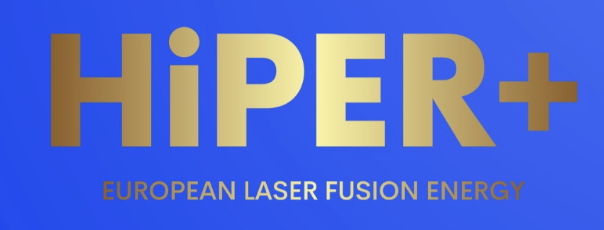 HiPER+
EUROPEAN LASER FUSION ENERGY